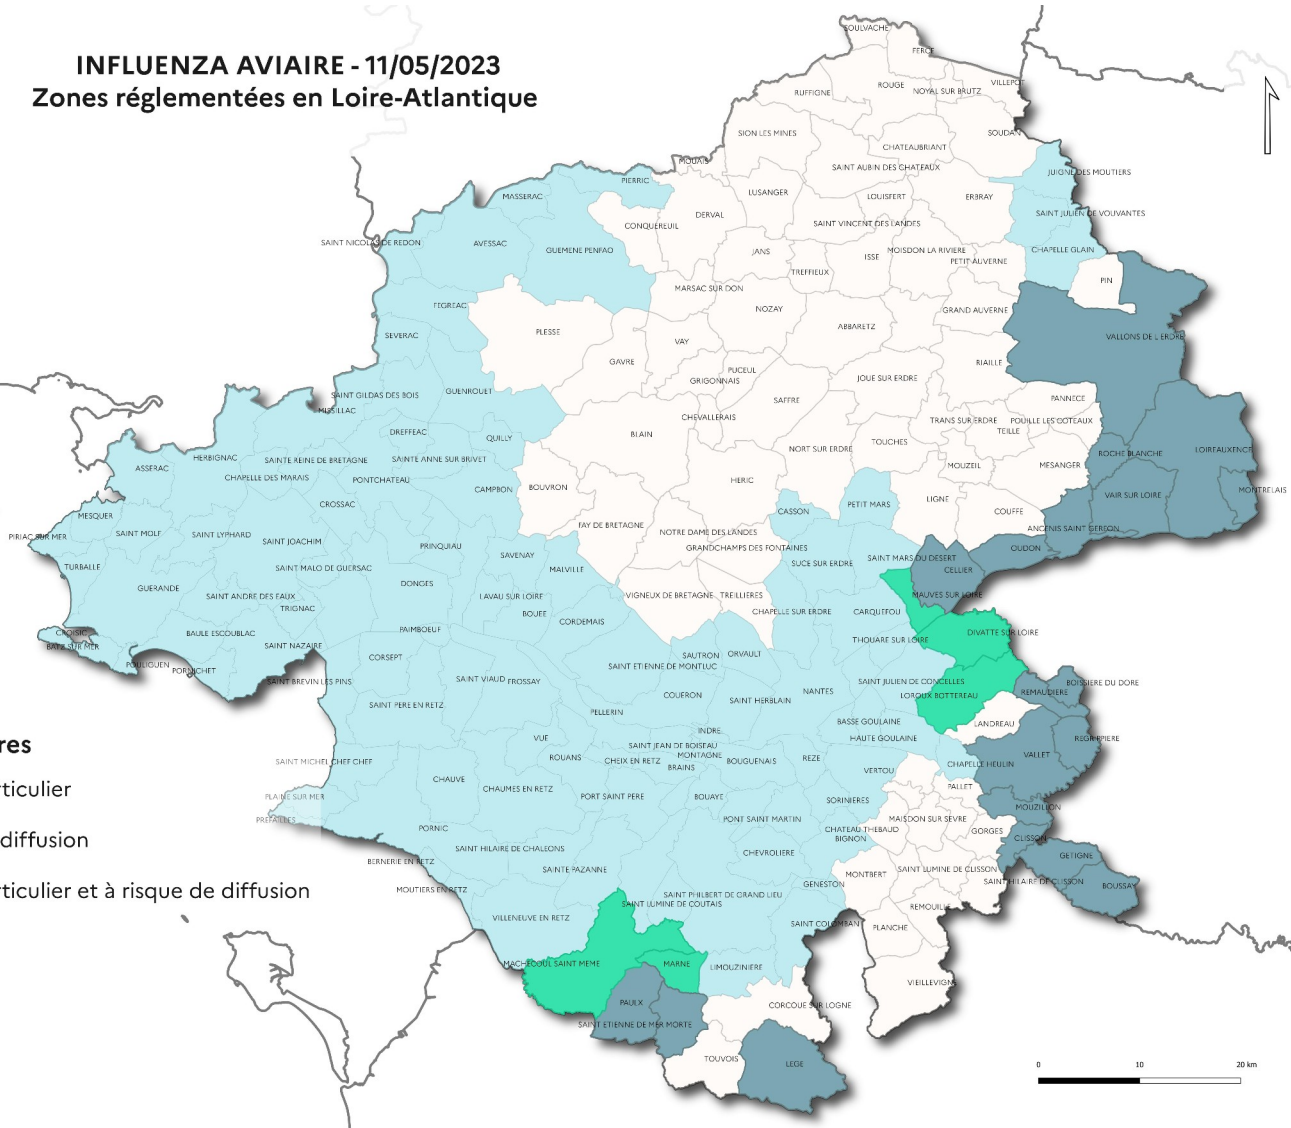 INFLUENZA AVIAIRE - 11/05/2023
Zones réglementées en Loire-Atlantique
SOULVACHE
FERCE
VILLEPOT
ROUGE
RUFFIGNE
NOYAL SUR BRUTZ
SION LES MINES
SOUDAN
CHATEAUBRIANT
MOUAIS
SAINT AUBIN DES CHATEAUX
JUIGNE DES MOUTIERS
PIERRIC
MASSERAC
LUSANGER
LOUISFERT
ERBRAY
DERVAL
SAINT JULIEN DE VOUVANTES
CONQUEREUIL
SAINT VINCENT DES LANDES
SAINT NICOLAS DE REDON
AVESSAC
GUEMENE PENFAO
JANS
ISSE
MOISDON LA RIVIERE
CHAPELLE GLAIN
PETIT AUVERNE
TREFFIEUX
PIN
MARSAC SUR DON
FEGREAC
NOZAY
GRAND AUVERNE
PLESSE
ABBARETZ
SEVERAC
VAY
VALLONS DE L ERDRE
GAVRE
RIAILLE
PUCEUL
GRIGONNAIS
JOUE SUR ERDRE
GUENROUET
SAINT GILDAS DES BOIS
SAFFRE
PANNECE
MISSILLAC
CHEVALLERAIS
TRANS SUR ERDRE
POUILLE LES COTEAUX
TEILLE
DREFFEAC
QUILLY
BLAIN
TOUCHES
NORT SUR ERDRE
ROCHE BLANCHE
LOIREAUXENCE
HERBIGNAC
SAINTE REINE DE BRETAGNE
SAINTE ANNE SUR BRIVET
ASSERAC
MOUZEIL
MESANGER
CHAPELLE DES MARAIS
PONTCHATEAU
HERIC
CAMPBON
BOUVRON
MONTRELAIS
VAIR SUR LOIRE
LIGNE
CROSSAC
PETIT MARS
CASSON
COUFFE
MESQUER
FAY DE BRETAGNE
ANCENIS SAINT GEREON
NOTRE DAME DES LANDES
PIRIAC SUR MER
SAINT MOLF
SAINT LYPHARD
SAINT JOACHIM
PRINQUIAU
GRANDCHAMPS DES FONTAINES
OUDON
SAVENAY
SAINT MARS DU DESERT
SUCE SUR ERDRE
TURBALLE
SAINT MALO DE GUERSAC
MALVILLE
CELLIER
GUERANDE
DONGES
SAINT ANDRE DES EAUX
LAVAU SUR LOIRE
VIGNEUX DE BRETAGNE
TREILLIERES
MAUVES SUR LOIRE
TRIGNAC
BOUEE
CHAPELLE SUR ERDRE
CARQUEFOU
CORDEMAIS
CROISIC
BAULE ESCOUBLAC
PAIMBOEUF
DIVATTE SUR LOIRE
THOUARE SUR LOIRE
BATZ SUR MER
SAINT NAZAIRE
CORSEPT
SAUTRON
ORVAULT
POULIGUEN
PORNICHET
SAINT ETIENNE DE MONTLUC
SAINT BREVIN LES PINS
SAINT VIAUD
FROSSAY
SAINT JULIEN DE CONCELLES
BOISSIERE DU DORE
NANTES
REMAUDIERE
COUERON
LOROUX BOTTEREAU
SAINT HERBLAIN
SAINT PERE EN RETZ
PELLERIN
BASSE GOULAINE
LANDREAU
INDRE
VUE
HAUTE GOULAINE
REGRIPPIERE
res
SAINT JEAN DE BOISEAU
ROUANS
MONTAGNE
VALLET
SAINT MICHEL CHEF CHEF
CHEIX EN RETZ
BRAINS
BOUGUENAIS
REZE
CHAPELLE HEULIN
VERTOU
CHAUVE
CHAUMES EN RETZ
PALLET
rticulier
PLAINE SUR MER
PORT SAINT PERE
BOUAYE
SORINIERES
MOUZILLON
PREFAILLES
PONT SAINT MARTIN
MAISDON SUR SEVRE
PORNIC
CHATEAU THEBAUD
BIGNON
GORGES
CLISSON
diffusion
SAINT HILAIRE DE CHALEONS
CHEVROLIERE
GETIGNE
BERNERIE EN RETZ
SAINTE PAZANNE
SAINT LUMINE DE CLISSON
MONTBERT
SAINT HILAIRE DE CLISSON
BOUSSAY
MOUTIERS EN RETZ
GENESTON
rticulier et à risque de diffusion
SAINT PHILBERT DE GRAND LIEU
SAINT LUMINE DE COUTAIS
REMOUILLE
VILLENEUVE EN RETZ
SAINT COLOMBAN
PLANCHE
MACHECOUL SAINT MEME
MARNE
LIMOUZINIERE
VIEILLEVIGNE
PAULX
CORCOUE SUR LOGNE
SAINT ETIENNE DE MER MORTE
TOUVOIS
LEGE
0 10 20 km